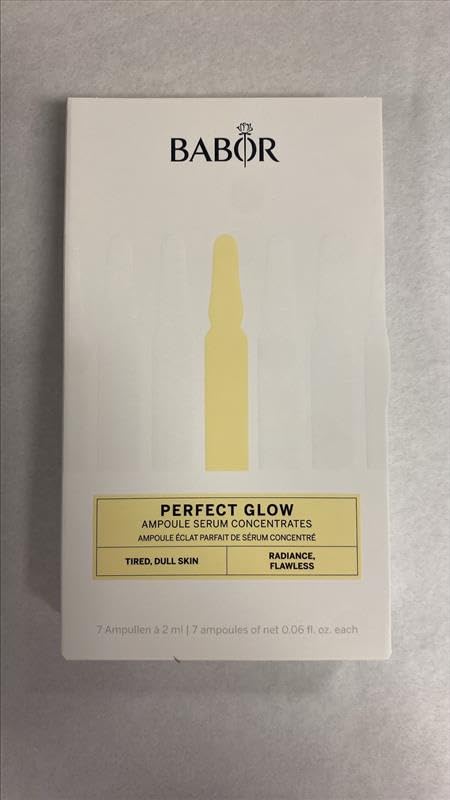 BABOR
PERFECT GLOW
AMPOULE SERUM CONCENTRATES
AMPOULE ÉCLAT PARFAIT DE SÉRUM CONCENTRÉ
TIRED, DULL SKIN
RADIANCE,
FLAWLESS
7 Ampullen à 2 ml | 7 ampoules of net 0.06 fl. oz. each